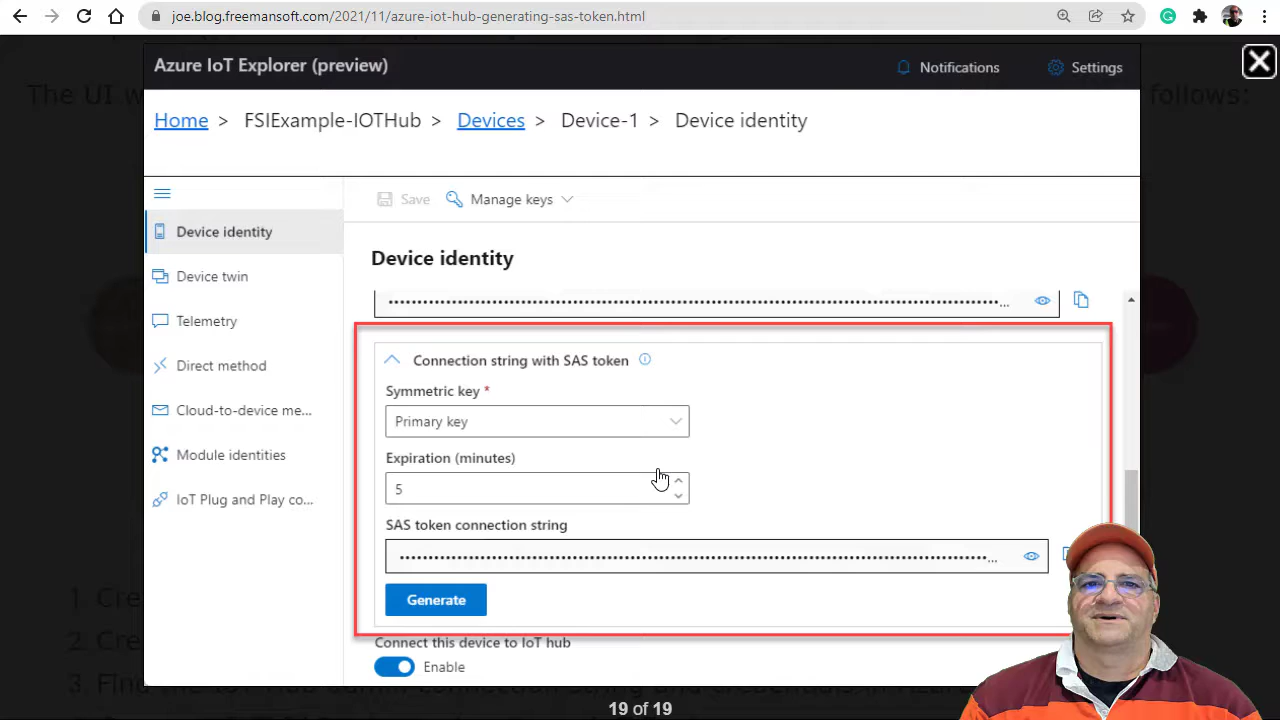 joe.blog.freemansoft.com/2021/11/azure-iot-hub-generating-sas-token.html
Azure IoT Explorer (preview)
Notifications
Settings
The UI w
follows:
Home > FSIExample-IOTHub > Devices > Device-1 > Device identity
Save
Manage keys
Device identity
Device twin
Telemetry
Direct method
Cloud-to-device me...
Module identities
IoT Plug and Play co...
Device identity
Connection string with SAS token
Symmetric key *
Primary key
Expiration (minutes)
5
SAS token connection string
Generate
Connect this device to IoT hub
Enable
1. Cre
2. Cre
19 of 19